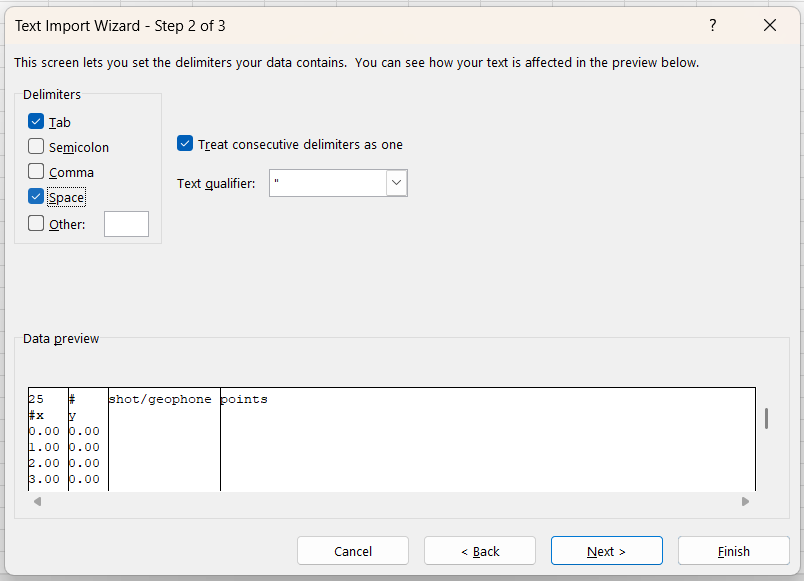 Text Import Wizard - Step 2 of 3 ?
This screen lets you set the delimiters your data contains.  You can see how your text is affected in the preview below.
Delimiters
Tab
Semicolon
Comma
Space
Other:
Treat consecutive delimiters as one
Text qualifier: "
Data preview
25 # shot/geophone points
#x y
0.00 0.00
1.00 0.00
2.00 0.00
3.00 0.00
Cancel < Back Next > Finish